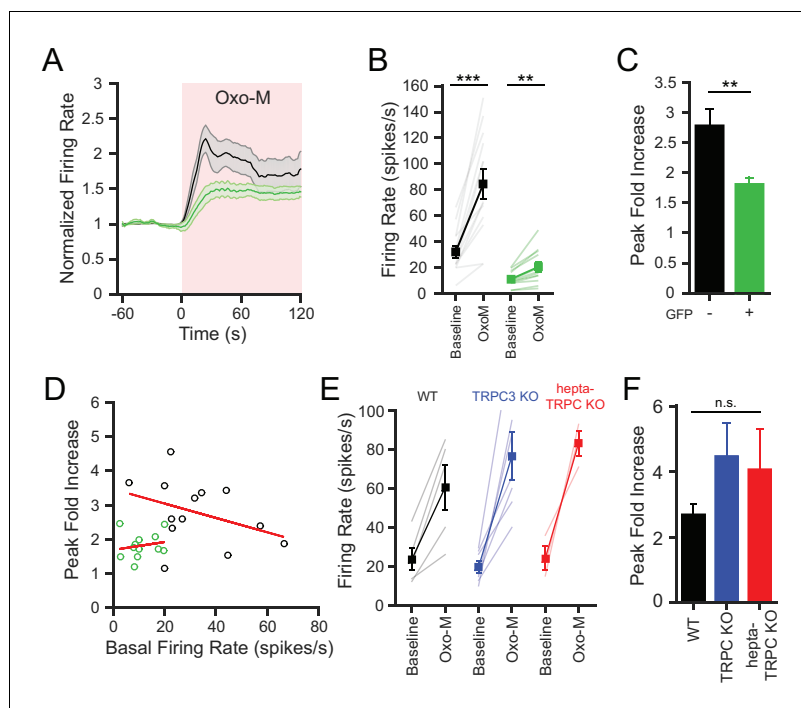 A
Normalized Firing Rate
3
2.5
2
1.5
1
0.5
0
Oxo-M
-60
0
60
120
Time (s)
B
Firing Rate (spikes/s)
160
140
120
100
80
60
40
20
0
***
**
Baseline
OxoM
Baseline
OxoM
C
Peak Fold Increase
3.5
3
2.5
2
1.5
1
0.5
0
**
GFP - +
D
Peak Fold Increase
6
5
4
3
2
1
0
0 20 40 60 80
Basal Firing Rate (spikes/s)
E
Firing Rate (spikes/s)
100
80
60
40
20
0
WT
TRPC3 KO
hepta-
TRPC KO
Baseline
Oxo-M
Baseline
Oxo-M
Baseline
Oxo-M
F
Peak Fold Increase
6
4
2
0
n.s.
WT
TRPC KO
hepta-
TRPC KO